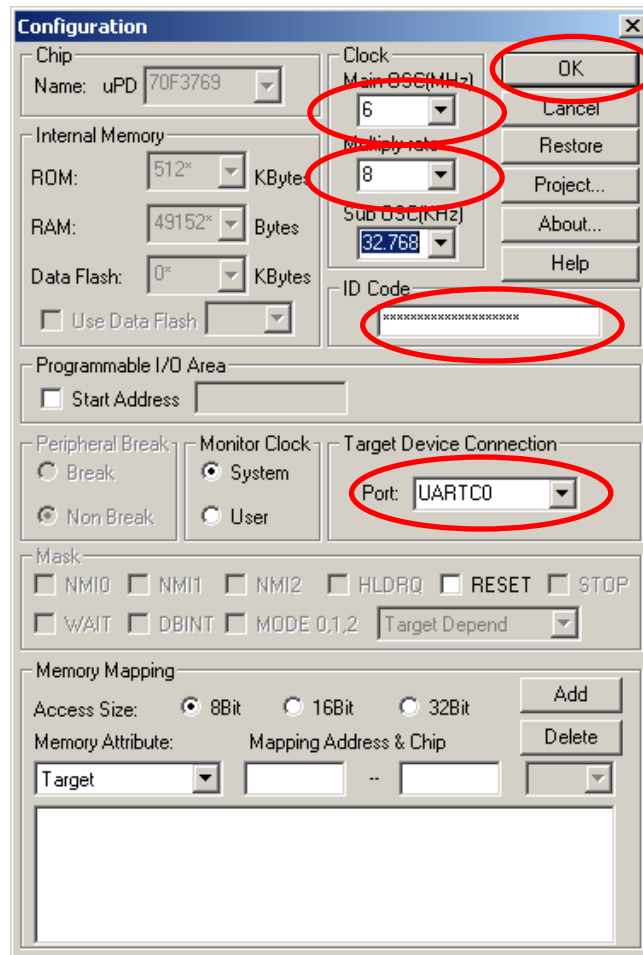 Configuration
Chip
Name: uPD 70F3769
Clock
Main OSC(MHz)
6
Multiply rate
8
Sub OSC(KHz)
32.768
OK
Cancel
Restore
Project...
About...
Help
Internal Memory
ROM: 512* KBytes
RAM: 49152* Bytes
Data Flash: 0* KBytes
Use Data Flash
ID Code
********************
Programmable I/O Area
Start Address
Peripheral Break
Break
Non Break
Monitor Clock
System
User
Target Device Connection
Port: UARTC0
Mask
NMI0 NMI1 NMI2 HLDRQ RESET STOP
WAIT DBINT MODE 0,1,2 Target Depend
Memory Mapping
Access Size: 8Bit 16Bit 32Bit
Add
Memory Attribute: Mapping Address & Chip
Delete
Target --